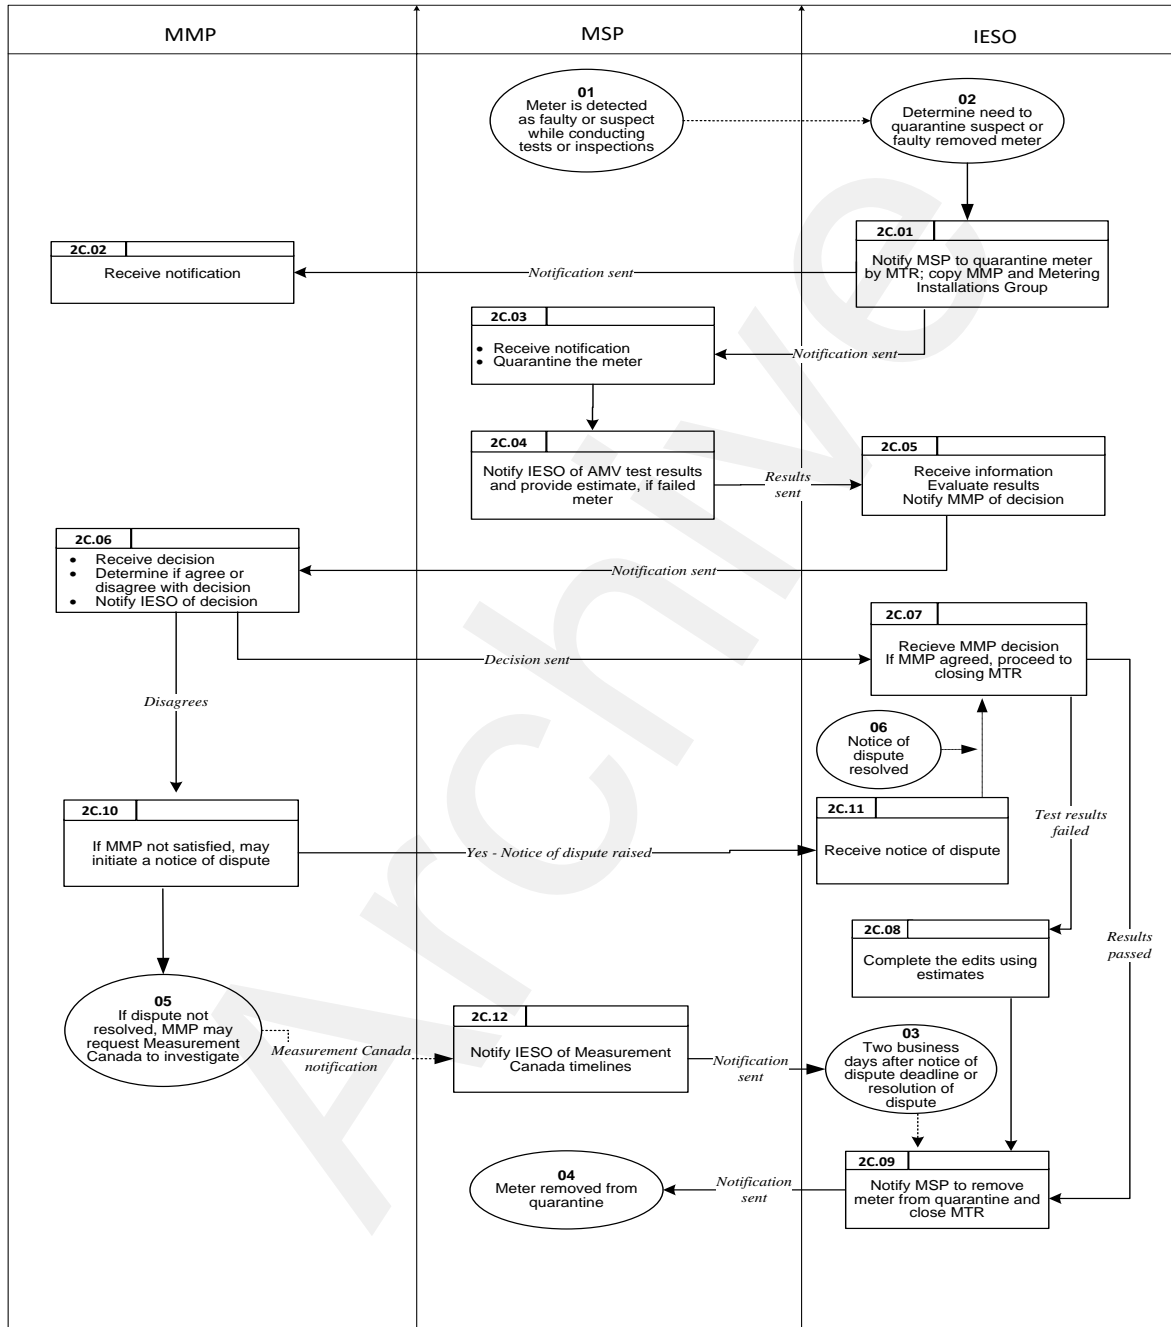 MMP
MSP
IESO
01
Meter is detected
as faulty or suspect
while conducting
tests or inspections
02
Determine need to
quarantine suspect or
faulty removed meter
2C.01
Notify MSP to quarantine meter
by MTR; copy MMP and Metering
Installations Group
Notification sent
2C.02
Receive notification
2C.03
• Receive notification
• Quarantine the meter
Notification sent
2C.04
Notify IESO of AMV test results
and provide estimate, if failed
meter
Results
sent
2C.05
Receive information
Evaluate results
Notify MMP of decision
Notification sent
2C.06
• Receive decision
• Determine if agree or
disagree with decision
• Notify IESO of decision
Decision sent
2C.07
Recieve MMP decision
If MMP agreed, proceed to
closing MTR
Disagrees
06
Notice of
dispute
resolved
2C.10
If MMP not satisfied, may
initiate a notice of dispute
Yes - Notice of dispute raised
2C.11
Receive notice of dispute
Test results
failed
Results
passed
2C.08
Complete the edits using
estimates
05
If dispute not
resolved, MMP may
request Measurement
Canada to investigate
Measurement Canada
notification
2C.12
Notify IESO of Measurement
Canada timelines
Notification
sent
03
Two business
days after notice of
dispute deadline or
resolution of
dispute
2C.09
Notify MSP to remove
meter from quarantine and
close MTR
Notification
sent
04
Meter removed from
quarantine
Archive